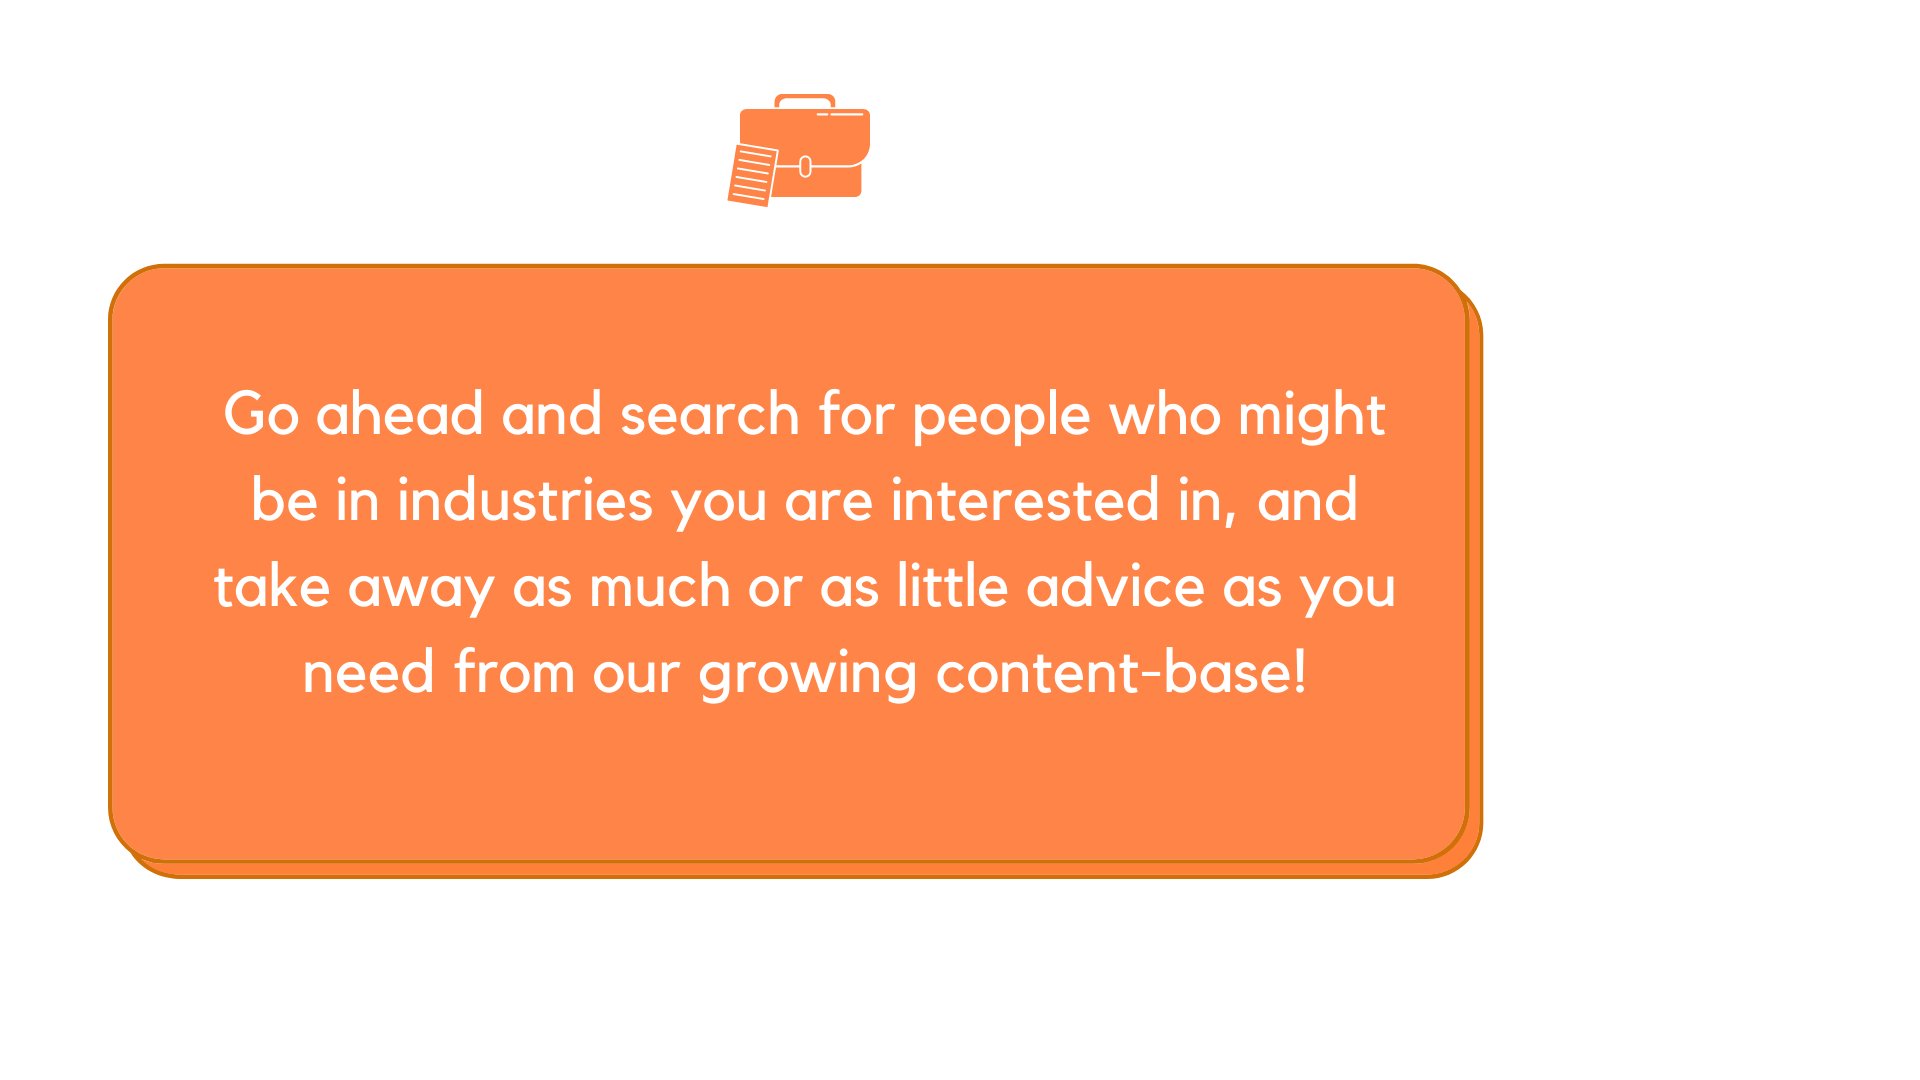 Go ahead and search for people who might
be in industries you are interested in, and
take away as much or as little advice as you
need from our growing content-base!